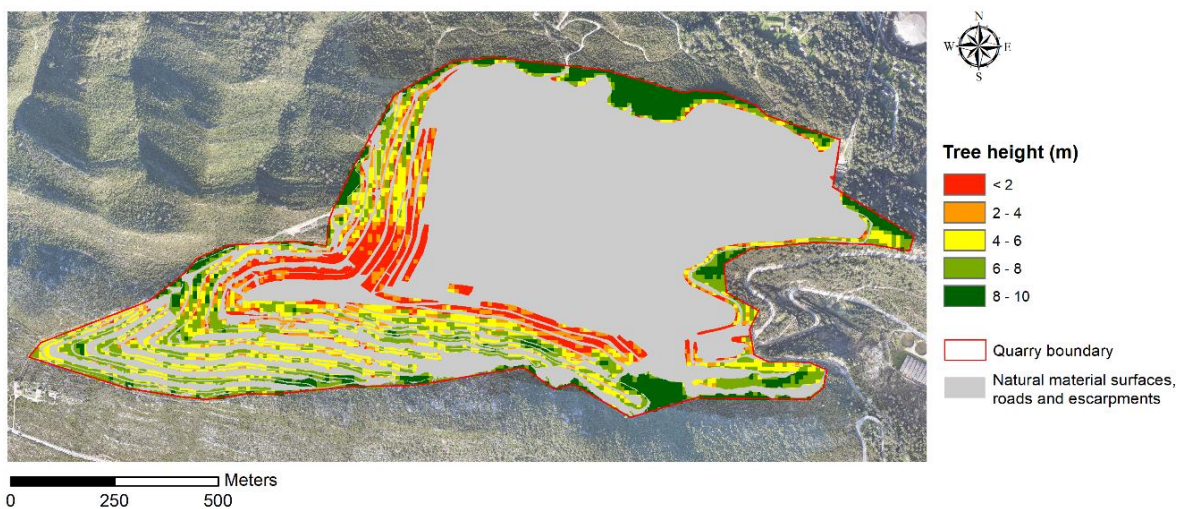 N
W E
S
Tree height (m)
< 2
2 - 4
4 - 6
6 - 8
8 - 10
Quarry boundary
Natural material surfaces,
roads and escarpments
Meters
0 250 500